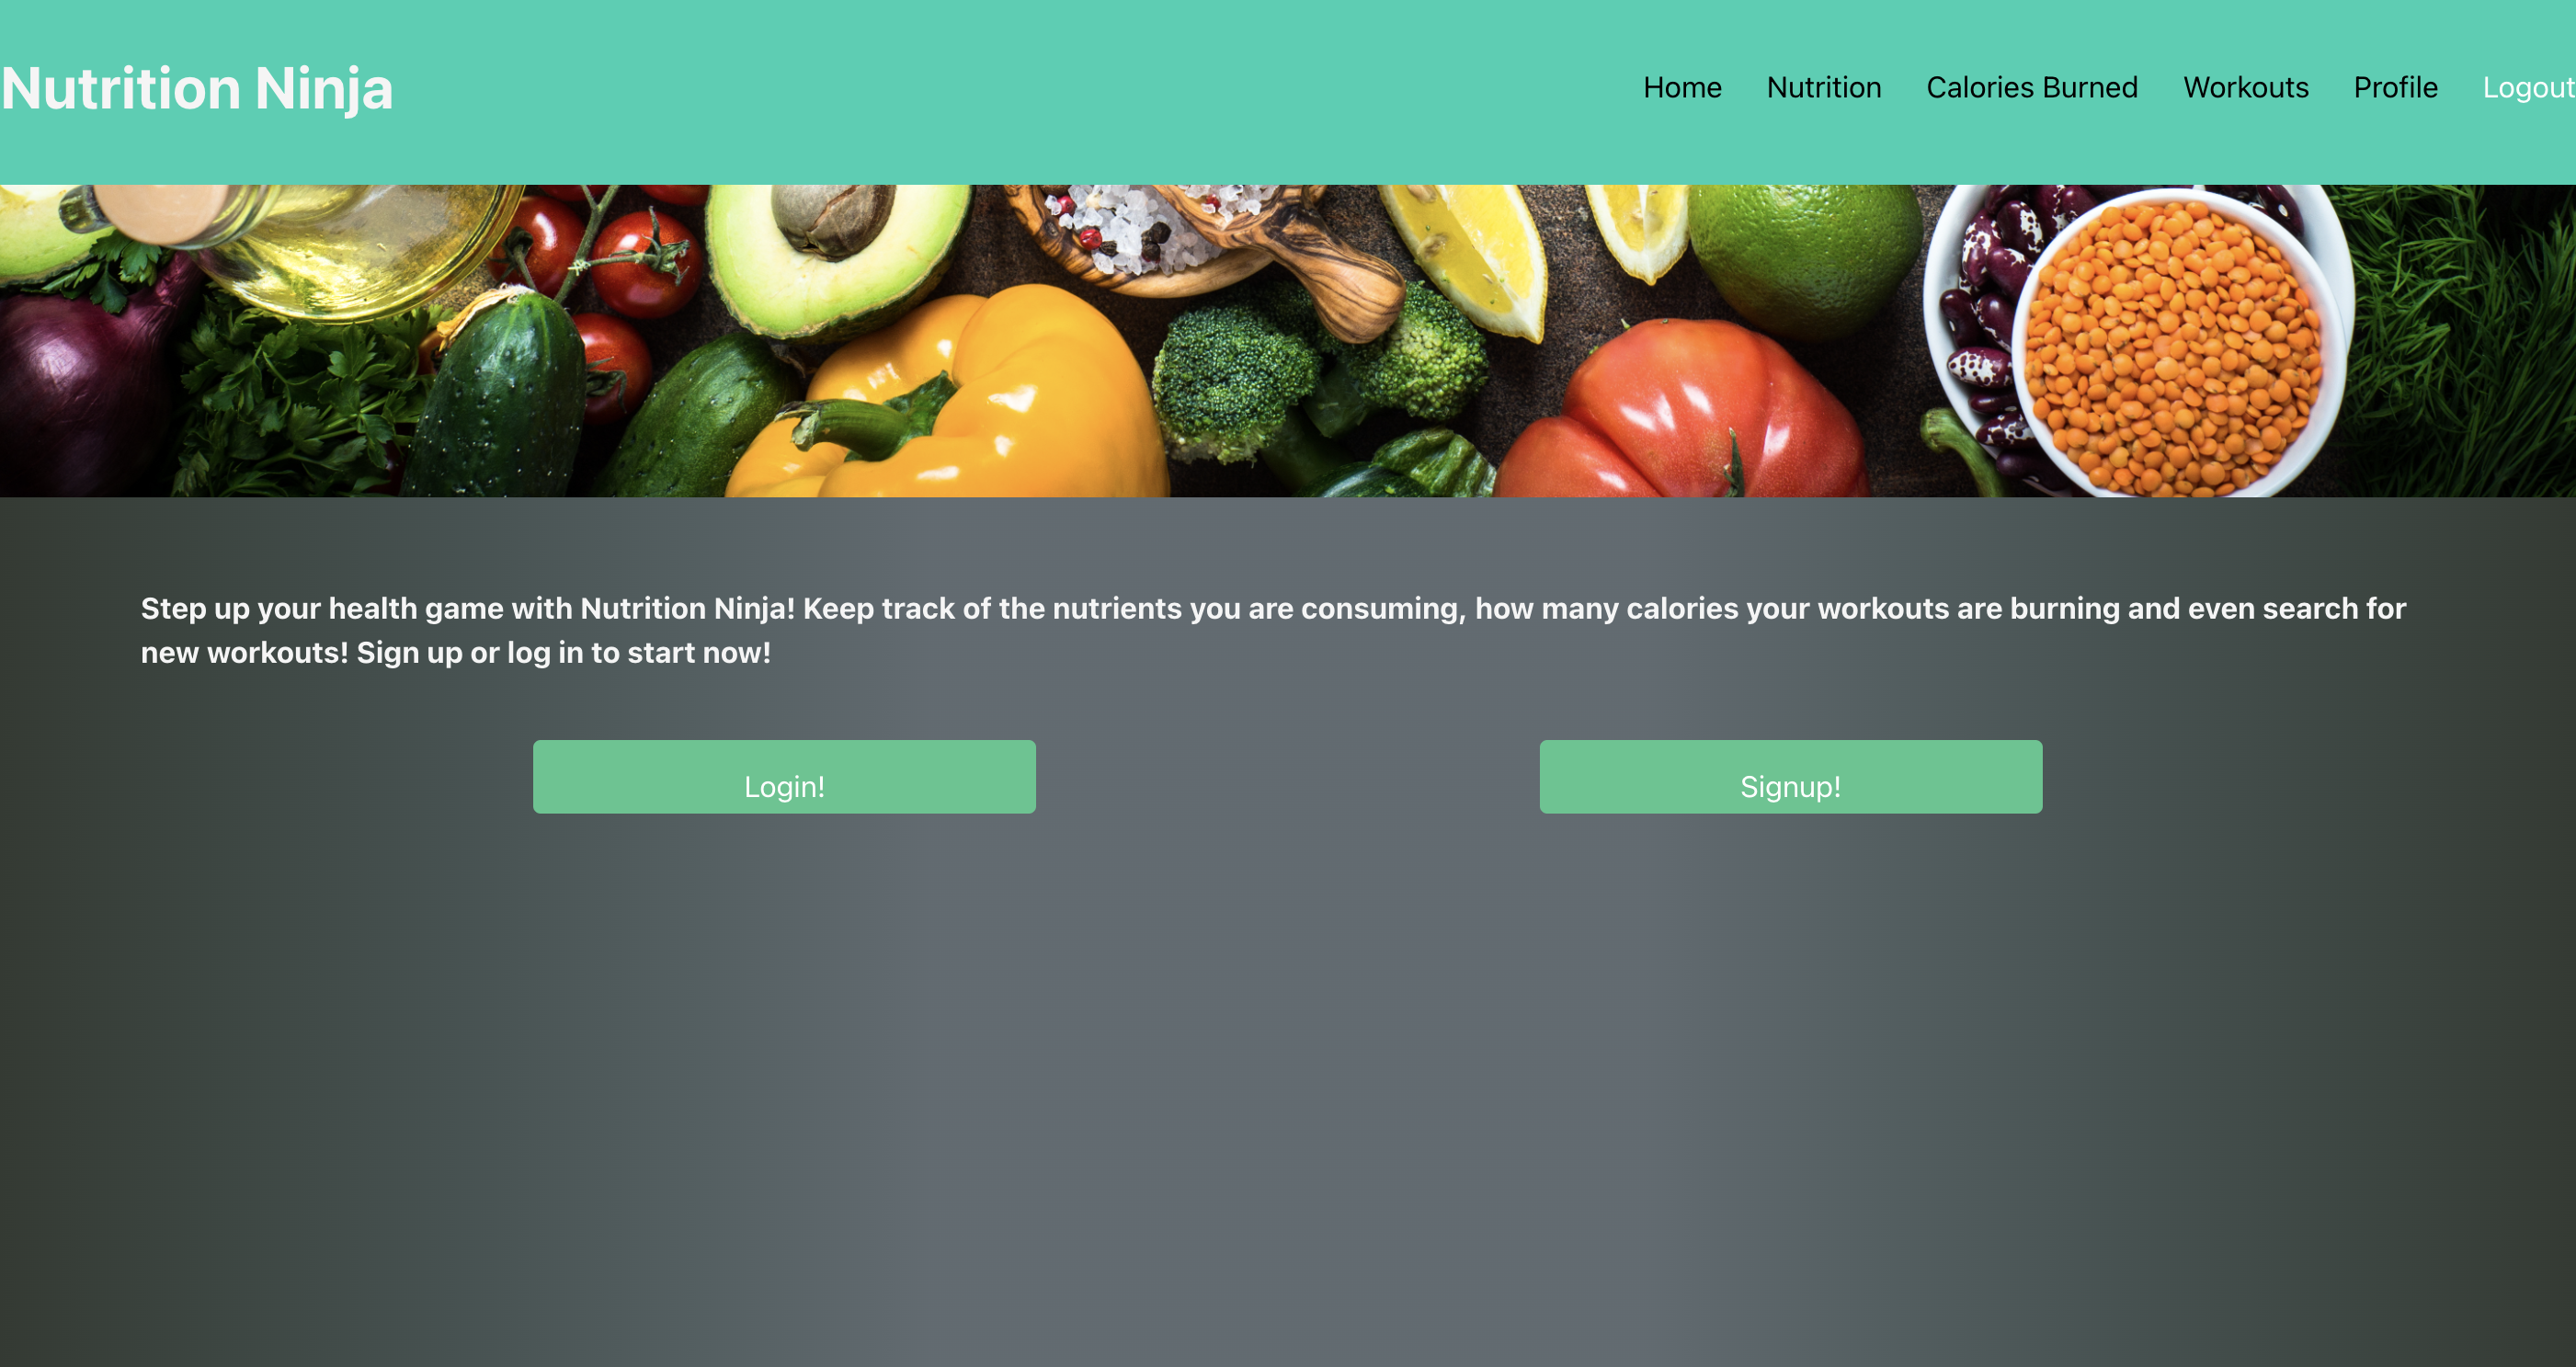 Nutrition Ninja
Home Nutrition Calories Burned Workouts Profile Logout
Step up your health game with Nutrition Ninja! Keep track of the nutrients you are consuming, how many calories your workouts are burning and even search for
new workouts! Sign up or log in to start now!
Login! Signup!